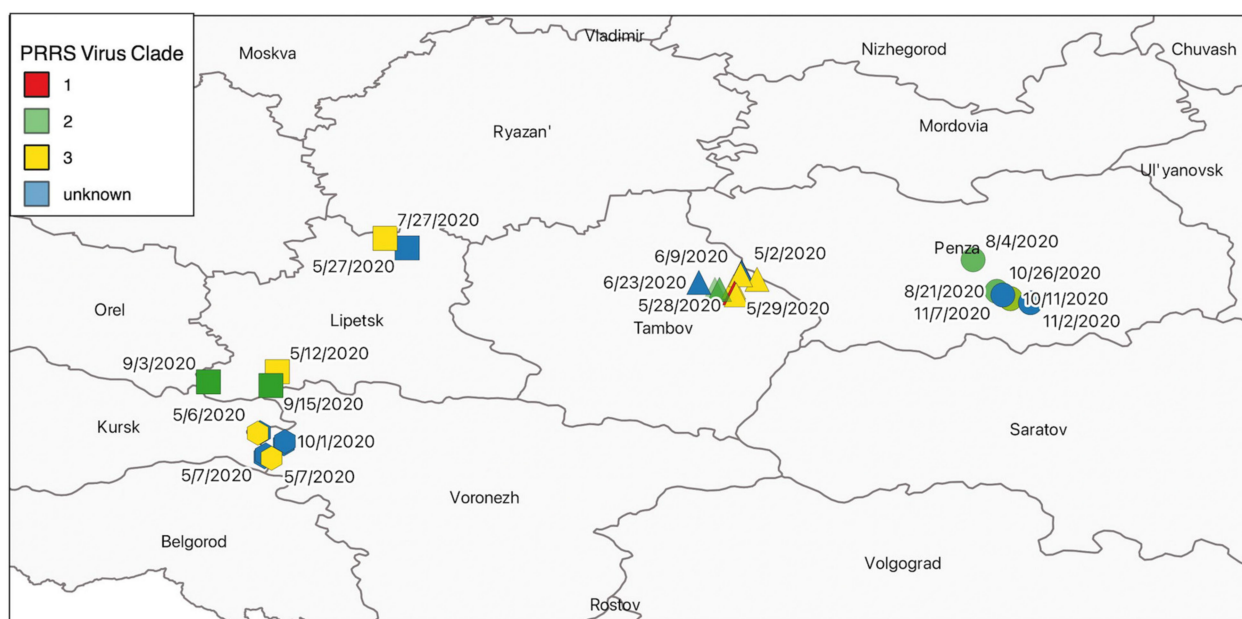 PRRS Virus Clade
1
2
3
unknown
Moskva
Vladimir
Nizhegorod
Chuvash
Ryazan'
Mordovia
Ul'yanovsk
7/27/2020
5/27/2020
6/9/2020
5/2/2020
6/23/2020
5/28/2020
5/29/2020
Tambov
Penza
8/4/2020
10/26/2020
8/21/2020
10/11/2020
11/7/2020
11/2/2020
Orel
Lipetsk
9/3/2020
5/12/2020
9/15/2020
5/6/2020
Kursk
10/1/2020
5/7/2020
5/7/2020
Saratov
Voronezh
Belgorod
Volgograd
Rostov